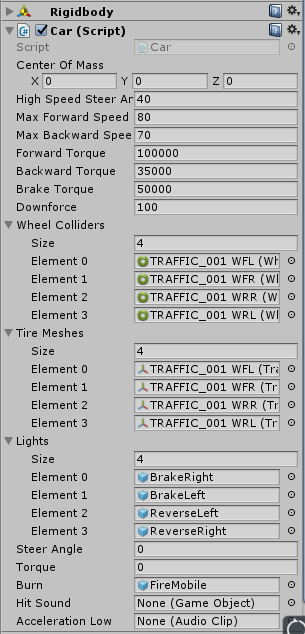 Rigidbody
Car (Script)
Script Car
Center Of Mass
X 0 Y 0 Z 0
High Speed Steer Ar 40
Max Forward Speed 80
Max Backward Spee 70
Forward Torque 100000
Backward Torque 35000
Brake Torque 50000
Downforce 100
Wheel Colliders
Size 4
Element 0 TRAFFIC_001 WFL (Wh
Element 1 TRAFFIC_001 WFR (Wl
Element 2 TRAFFIC_001 WRR (W
Element 3 TRAFFIC_001 WRL (Wl
Tire Meshes
Size 4
Element 0 TRAFFIC_001 WFL (Tra
Element 1 TRAFFIC_001 WFR (Tr
Element 2 TRAFFIC_001 WRR (Tr
Element 3 TRAFFIC_001 WRL (Tr
Lights
Size 4
Element 0 BrakeRight
Element 1 BrakeLeft
Element 2 ReverseLeft
Element 3 ReverseRight
Steer Angle 0
Torque 0
Burn FireMobile
Hit Sound None (Game Object)
Acceleration Low None (Audio Clip)